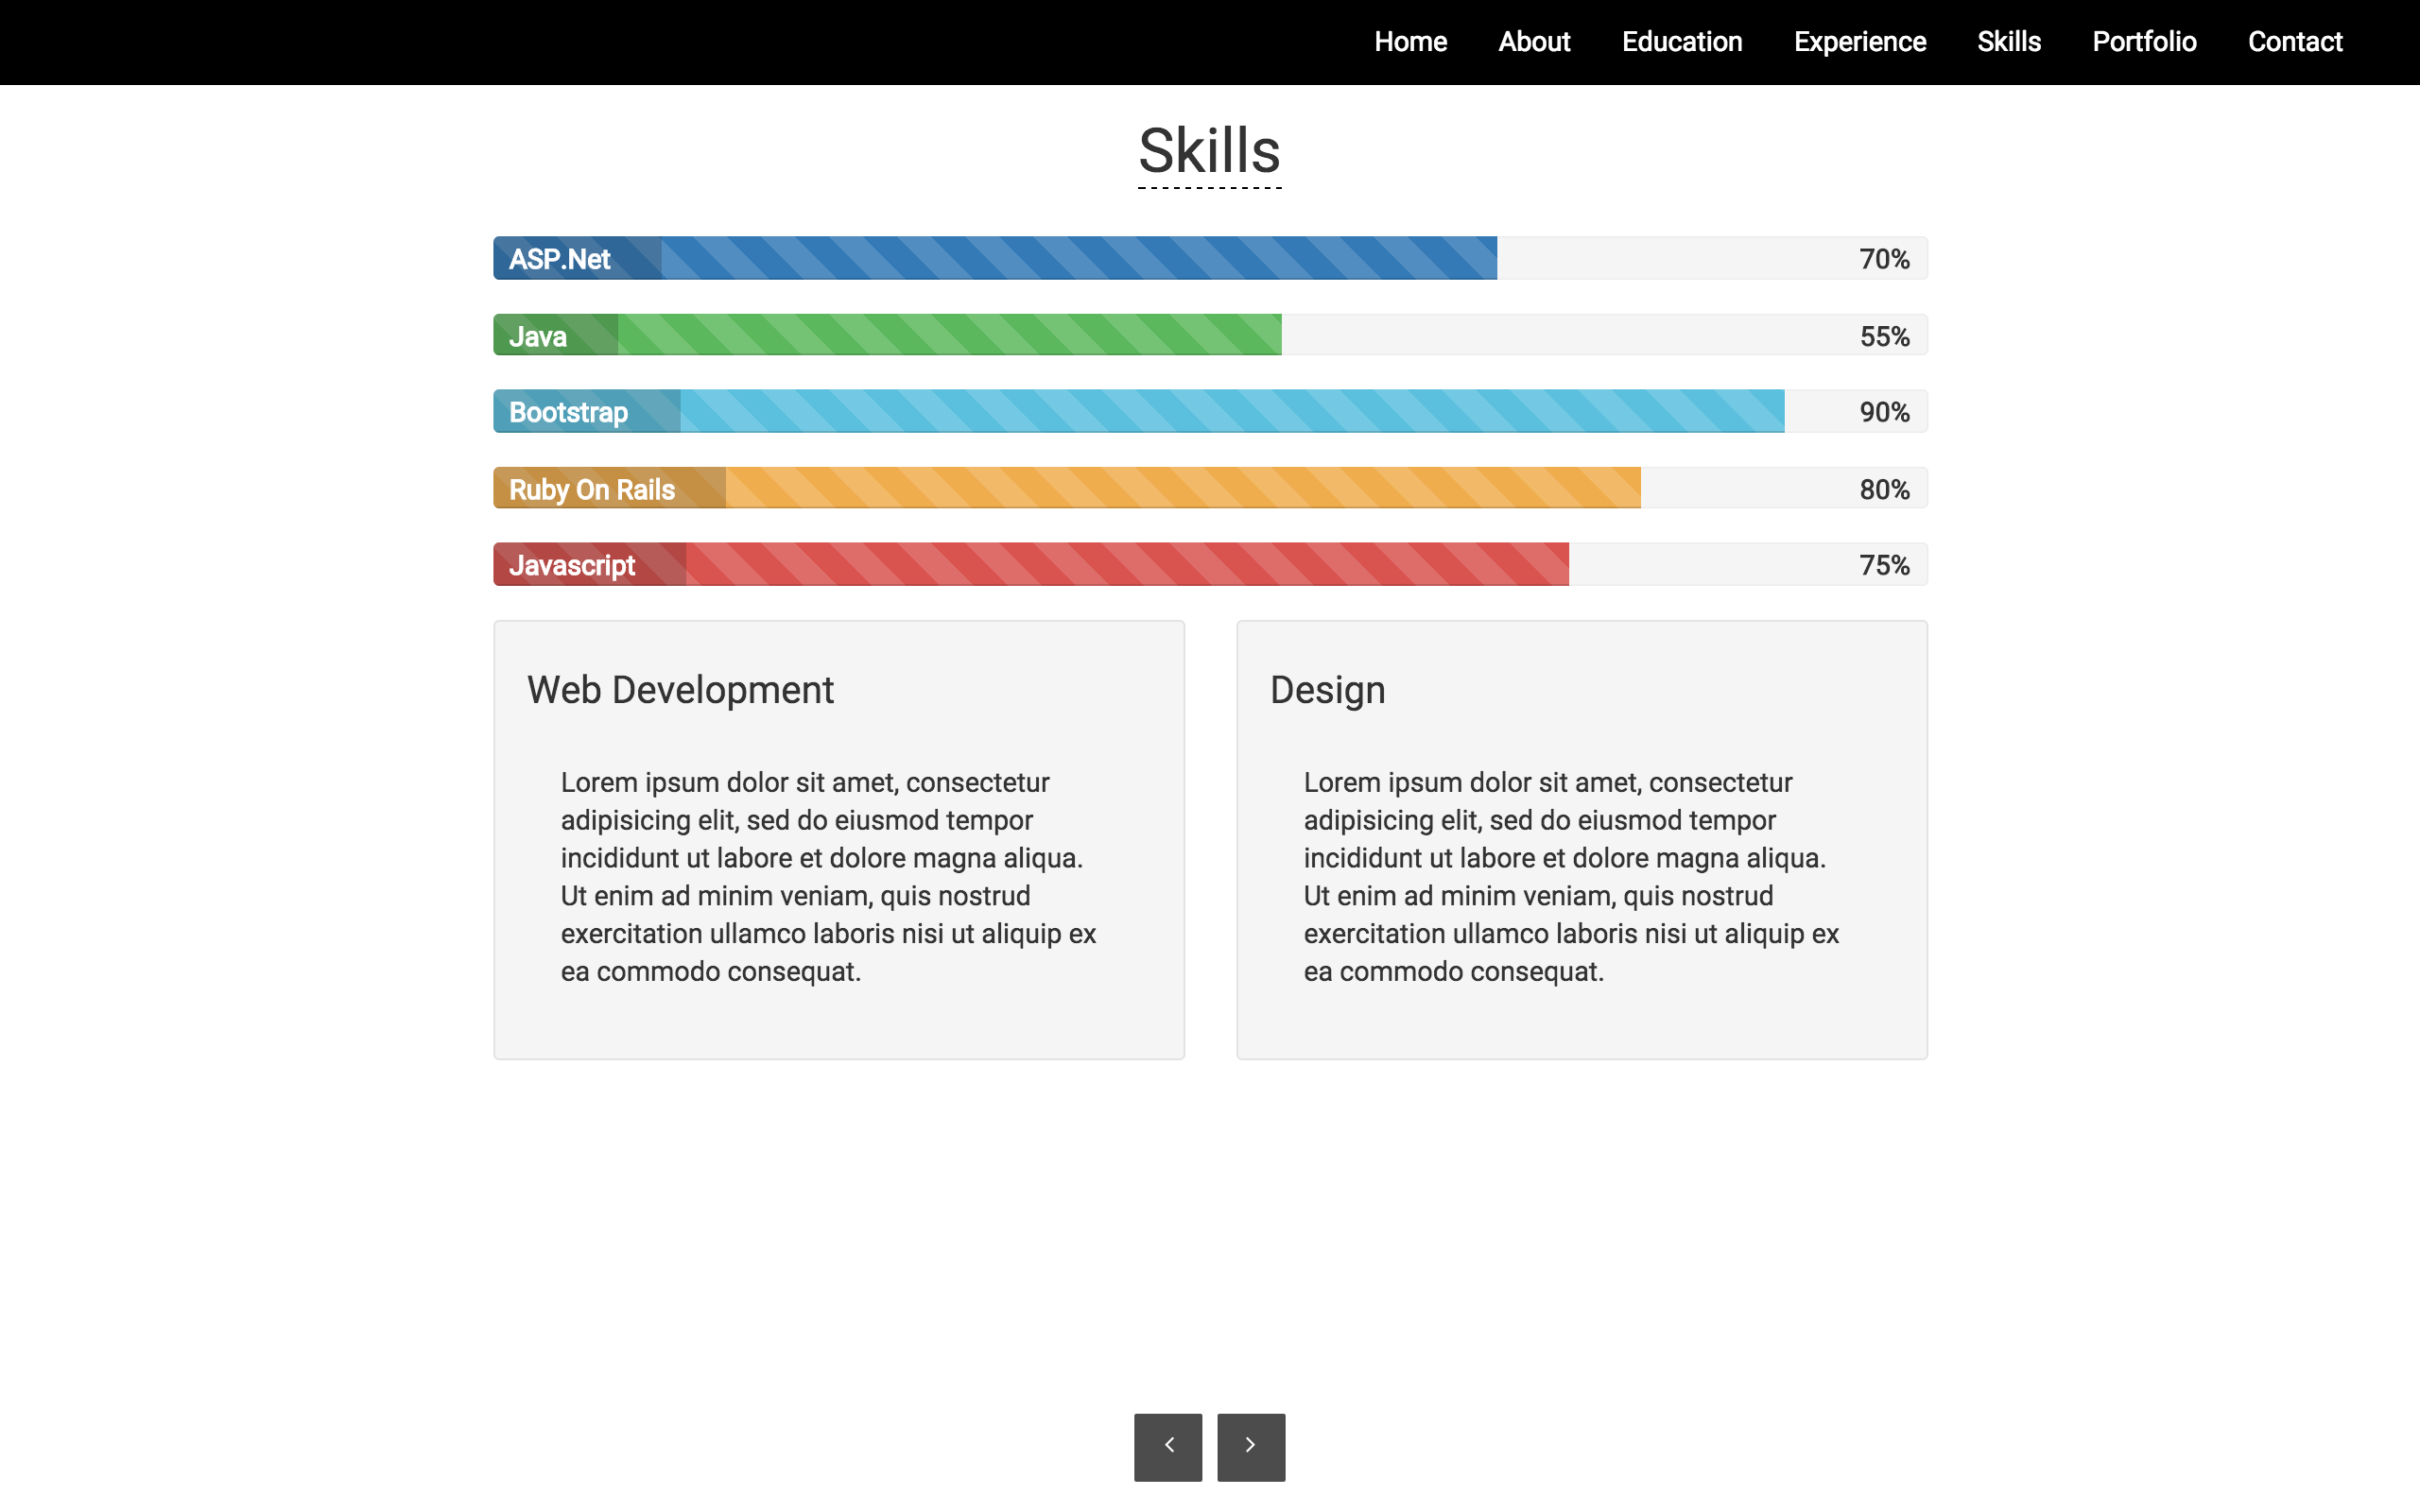 Home About Education Experience Skills Portfolio Contact
Skills
ASP.Net 70%
Java 55%
Bootstrap 90%
Ruby On Rails 80%
Javascript 75%
Web Development
Lorem ipsum dolor sit amet, consectetur
adipisicing elit, sed do eiusmod tempor
incididunt ut labore et dolore magna aliqua.
Ut enim ad minim veniam, quis nostrud
exercitation ullamco laboris nisi ut aliquip ex
ea commodo consequat.
Design
Lorem ipsum dolor sit amet, consectetur
adipisicing elit, sed do eiusmod tempor
incididunt ut labore et dolore magna aliqua.
Ut enim ad minim veniam, quis nostrud
exercitation ullamco laboris nisi ut aliquip ex
ea commodo consequat.